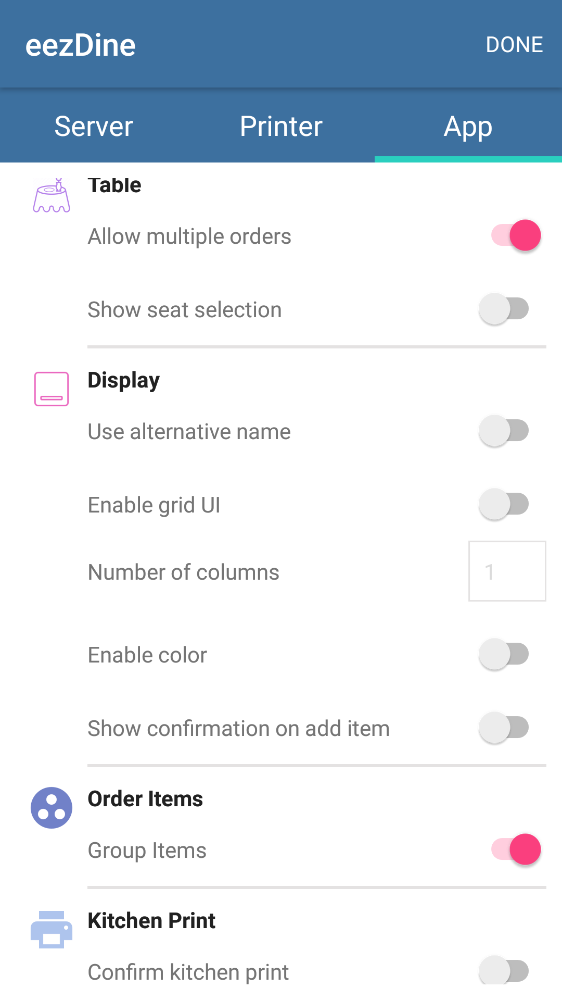 eezDine
DONE
Server
Printer
App
Table
Allow multiple orders
Show seat selection
Display
Use alternative name
Enable grid UI
Number of columns
1
Enable color
Show confirmation on add item
Order Items
Group Items
Kitchen Print
Confirm kitchen print